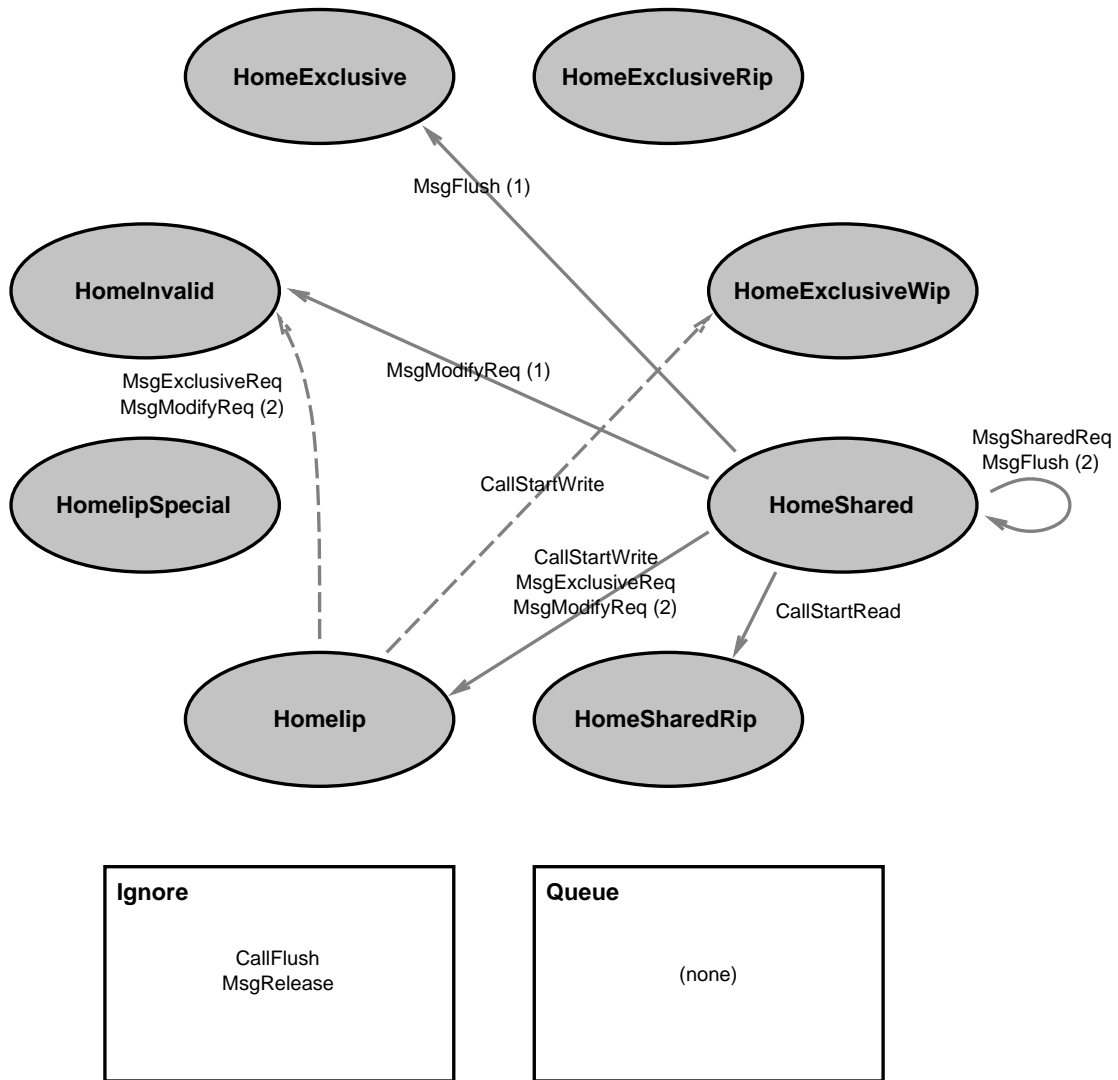 HomeExclusive
HomeExclusiveRip
MsgFlush (1)
HomeInvalid
HomeExclusiveWip
MsgModifyReq (1)
MsgExclusiveReq
MsgModifyReq (2)
MsgSharedReq
MsgFlush (2)
HomeIipSpecial
CallStartWrite
HomeShared
CallStartWrite
MsgExclusiveReq
MsgModifyReq (2)
CallStartRead
HomeIip
HomeSharedRip
Ignore
CallFlush
MsgRelease
Queue
(none)